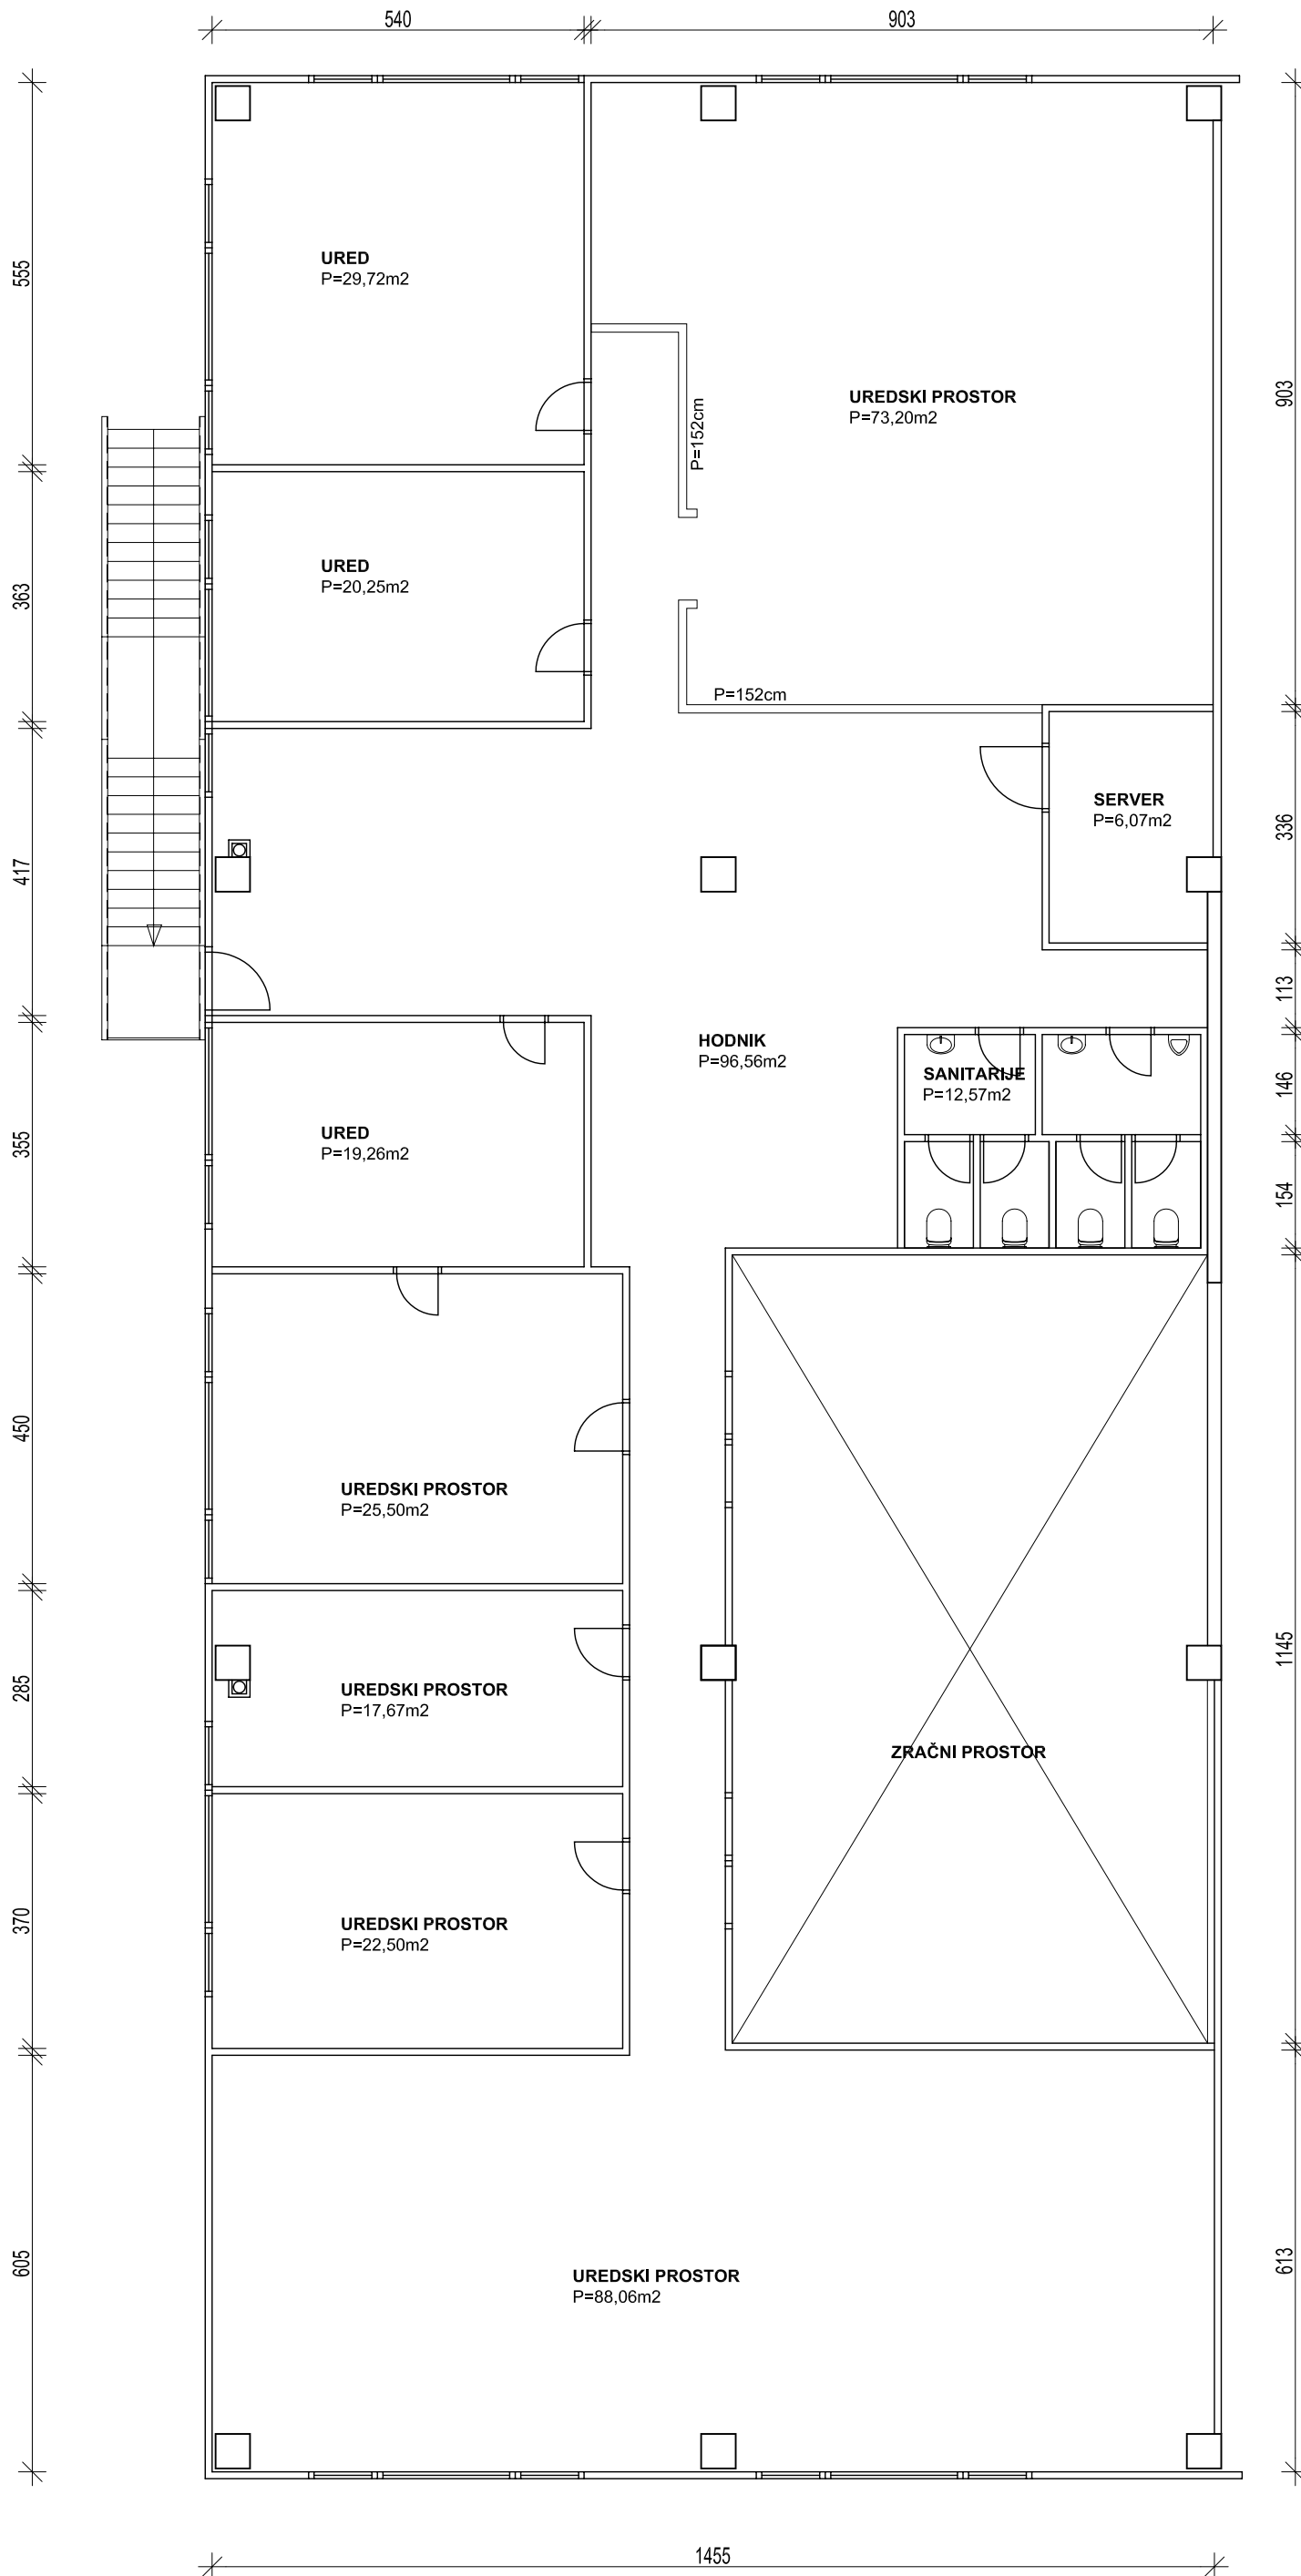 540
903
555
URED
P=29,72m2
UREDSKI PROSTOR
P=73,20m2
903
P=152cm
363
URED
P=20,25m2
P=152cm
SERVER
P=6,07m2
336
417
113
HODNIK
P=96,56m2
SANITARIJE
P=12,57m2
146
355
URED
P=19,26m2
154
450
UREDSKI PROSTOR
P=25,50m2
1145
285
UREDSKI PROSTOR
P=17,67m2
ZRAČNI PROSTOR
370
UREDSKI PROSTOR
P=22,50m2
605
613
UREDSKI PROSTOR
P=88,06m2
1455